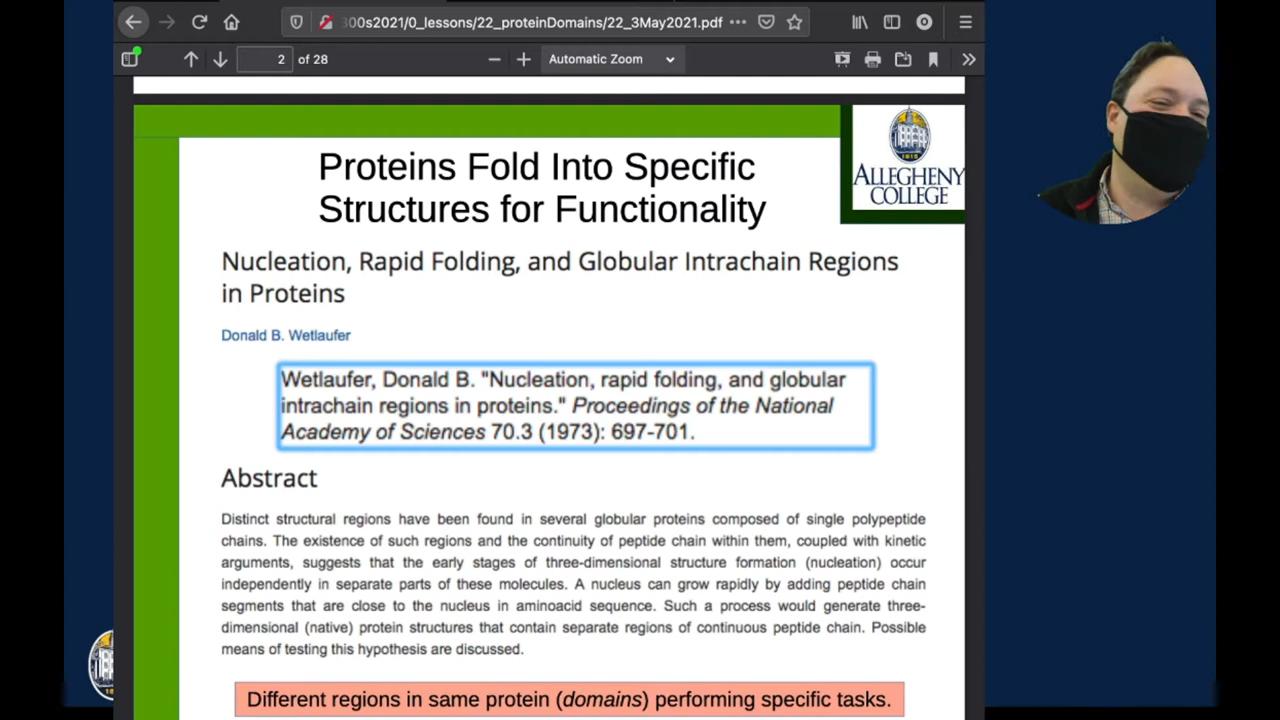 300s2021/0_lessons/22_proteinDomains/22_3May2021.pdf
2 of 28
Automatic Zoom
Proteins Fold Into Specific
Structures for Functionality
1815
ALLEGHENY
COLLEGE
Nucleation, Rapid Folding, and Globular Intrachain Regions
in Proteins
Donald B. Wetlaufer
Wetlaufer, Donald B. "Nucleation, rapid folding, and globular
intrachain regions in proteins." Proceedings of the National
Academy of Sciences 70.3 (1973): 697-701.
Abstract
Distinct structural regions have been found in several globular proteins composed of single polypeptide
chains. The existence of such regions and the continuity of peptide chain within them, coupled with kinetic
arguments, suggests that the early stages of three-dimensional structure formation (nucleation) occur
independently in separate parts of these molecules. A nucleus can grow rapidly by adding peptide chain
segments that are close to the nucleus in aminoacid sequence. Such a process would generate three-
dimensional (native) protein structures that contain separate regions of continuous peptide chain. Possible
means of testing this hypothesis are discussed.
Different regions in same protein (domains) performing specific tasks.